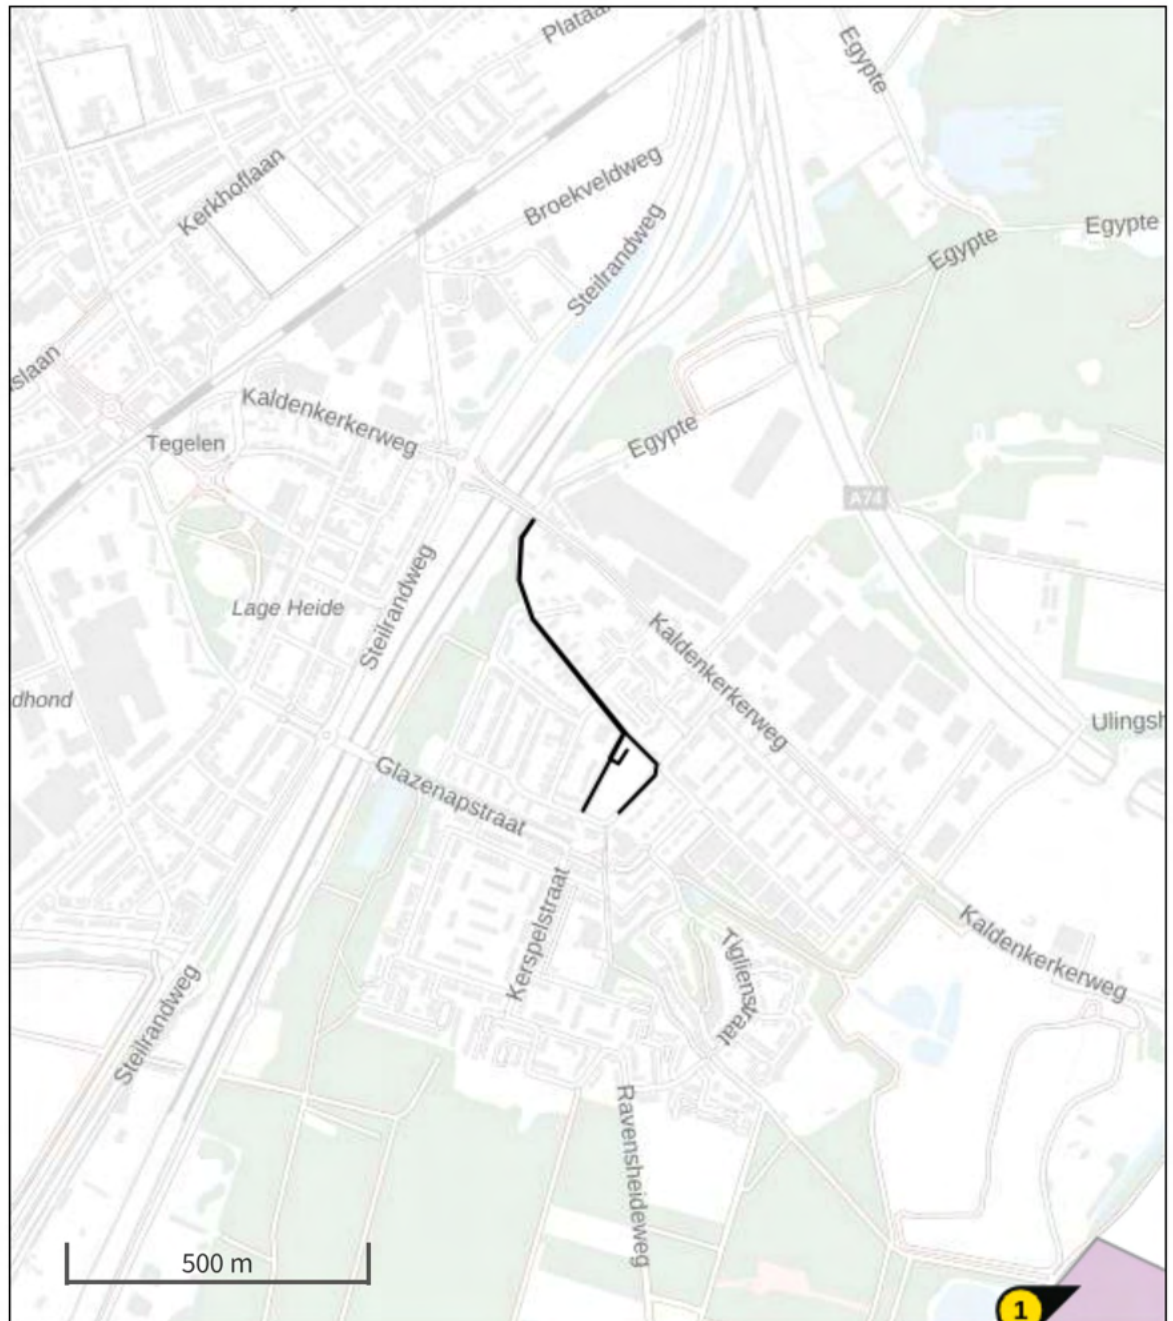 Plataa
Egypte
Kerkhoflaan
Broekveldweg
Steilrandweg
Egypte
Egypte
slaan
Kaldenkerkerweg
Tegelen
Egypte
A74
Steilrandweg
Lage Heide
Kaldenkerkerweg
dhond
Ulingsh
Glazenapstraat
Kerspelstraat
Tiglienstraat
Kaldenkerkerweg
Steilrandweg
Ravensheideweg
500 m
1